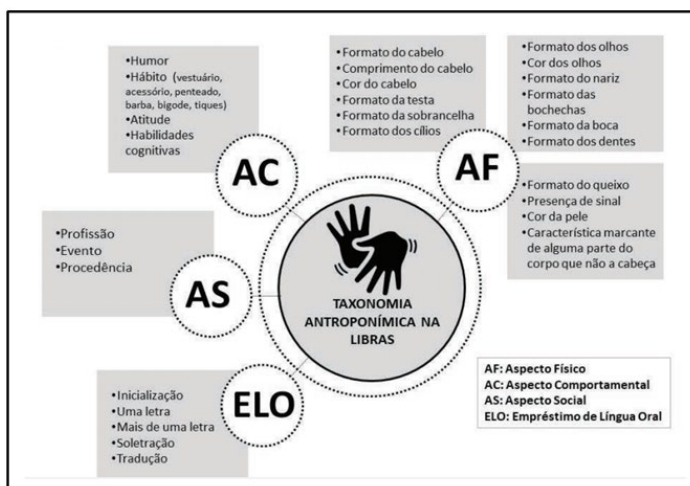 •Humor
•Hábito (vestuário,
acessório, penteado,
barba, bigode, tiques)
•Atitude
•Habilidades
cognitivas
AC
•Formato do cabelo
•Comprimento do cabelo
•Cor do cabelo
•Formato da testa
•Formato da sobrancelha
•Formato dos cílios
•Formato dos olhos
•Cor dos olhos
•Formato do nariz
•Formato das
bochechas
•Formato da boca
•Formato dos dentes
AF
•Formato do queixo
•Presença de sinal
•Cor da pele
•Característica marcante
de alguma parte do
corpo que não a cabeça
•Profissão
•Evento
•Procedência
AS
TAXONOMIA
ANTROPONÍMICA NA
LIBRAS
•Inicialização
•Uma letra
•Mais de uma letra
•Soletração
•Tradução
ELO
AF: Aspecto Físico
AC: Aspecto Comportamental
AS: Aspecto Social
ELO: Empréstimo de Língua Oral